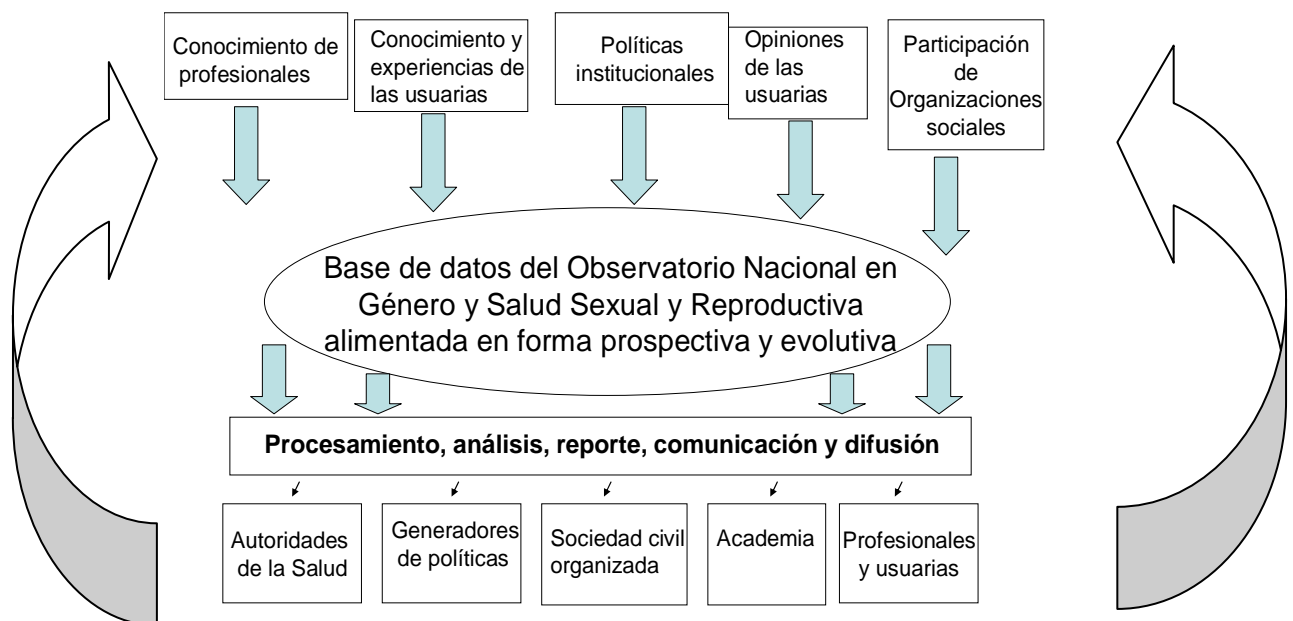 Conocimiento de
profesionales
Conocimiento y
experiencias de
las usuarias
Políticas
institucionales
Opiniones
de las
usuarias
Participación
de
Organizaciones
sociales
Base de datos del Observatorio Nacional en
Género y Salud Sexual y Reproductiva
alimentada en forma prospectiva y evolutiva
Procesamiento, análisis, reporte, comunicación y difusión
Autoridades
de la Salud
Generadores
de políticas
Sociedad civil
organizada
Academia
Profesionales
y usuarias